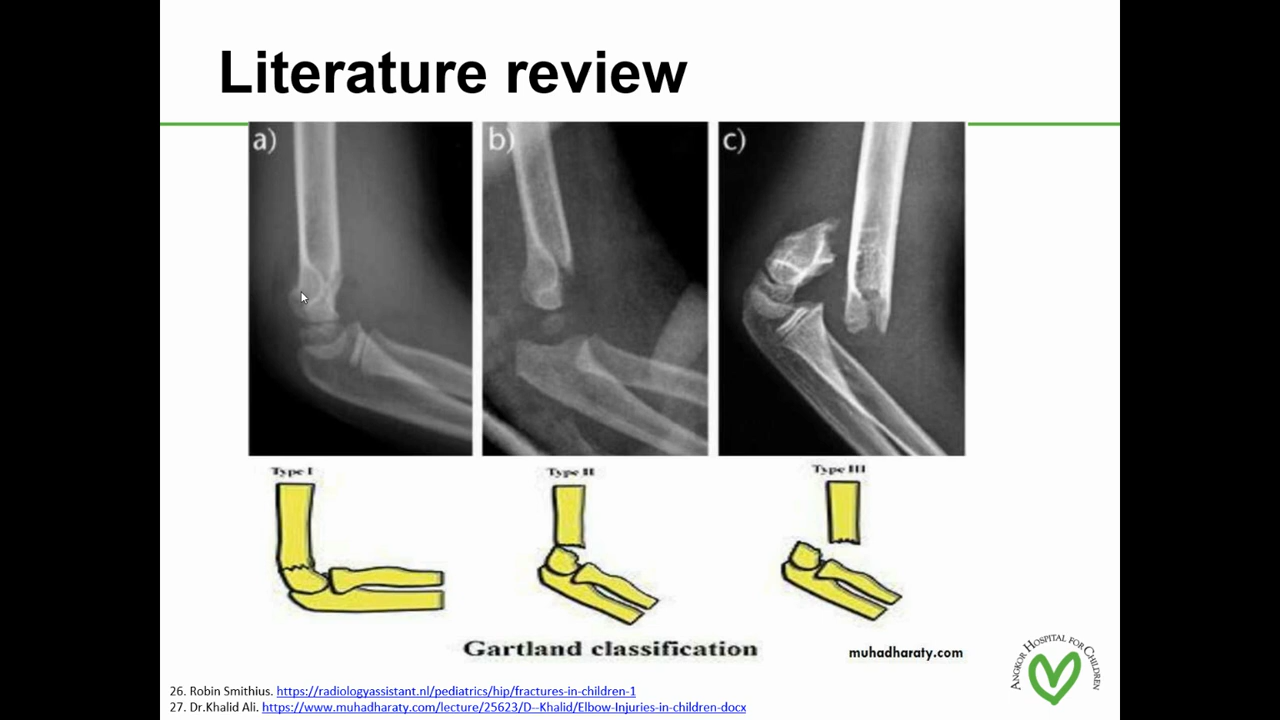 Literature review
a)
b)
c)
Type I
Type II
Type III
Gartland classification
muhadharaty.com
ANGKOR HOSPITAL FOR CHILDREN
26. Robin Smithius. https://radiologyassistant.nl/pediatrics/hip/fractures-in-children-1
27. Dr.Khalid Ali. https://www.muhadharaty.com/lecture/25623/D--Khalid/Elbow-Injuries-in-children-docx